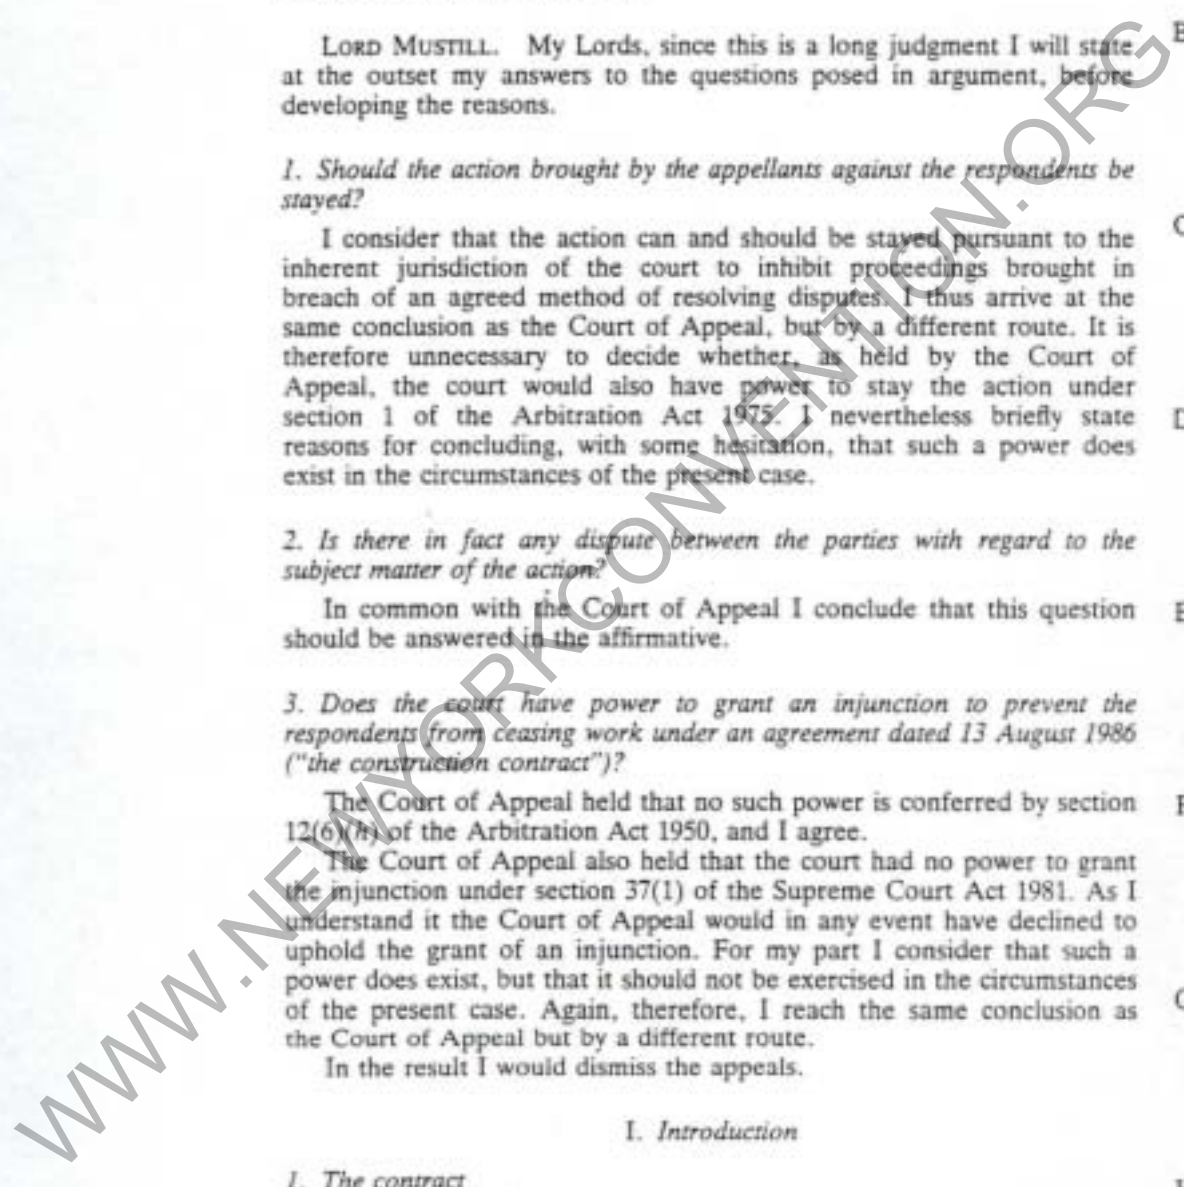 LORD MUSTILL. My Lords, since this is a long judgment I will state
at the outset my answers to the questions posed in argument, before
developing the reasons.
1. Should the action brought by the appellants against the respondents be
stayed?
I consider that the action can and should be stayed pursuant to the
inherent jurisdiction of the court to inhibit proceedings brought in
breach of an agreed method of resolving disputes. I thus arrive at the
same conclusion as the Court of Appeal, but by a different route. It is
therefore unnecessary to decide whether, as held by the Court of
Appeal, the court would also have power to stay the action under
section 1 of the Arbitration Act 1975. I nevertheless briefly state
reasons for concluding, with some hesitation, that such a power does
exist in the circumstances of the present case.
2. Is there in fact any dispute between the parties with regard to the
subject matter of the action?
In common with the Court of Appeal I conclude that this question
should be answered in the affirmative.
3. Does the court have power to grant an injunction to prevent the
respondents from ceasing work under an agreement dated 13 August 1986
("the construction contract")?
The Court of Appeal held that no such power is conferred by section
12(6)(h) of the Arbitration Act 1950, and I agree.
The Court of Appeal also held that the court had no power to grant
the injunction under section 37(1) of the Supreme Court Act 1981. As I
understand it the Court of Appeal would in any event have declined to
uphold the grant of an injunction. For my part I consider that such a
power does exist, but that it should not be exercised in the circumstances
of the present case. Again, therefore, I reach the same conclusion as
the Court of Appeal but by a different route.
In the result I would dismiss the appeals.
I. Introduction
1. The contract
D
WWW.NEWYORKCONVENTION.ORG